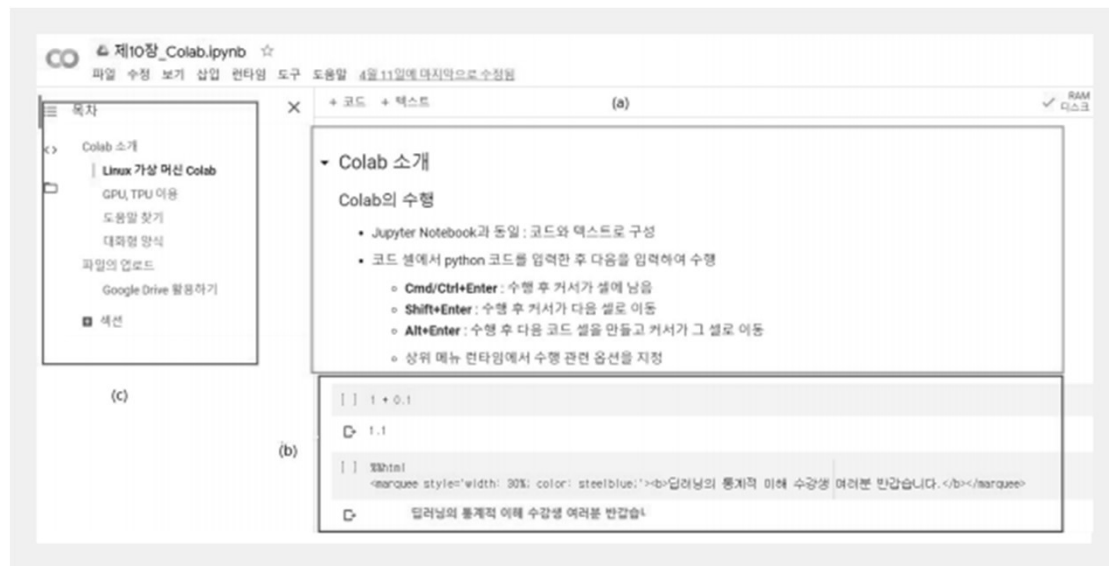 CO
제10장_Colab.ipynb ☆
파일 수정 보기 삽입 런타임 도구 도움말 4월 11일에 마지막으로 수정됨
목차
Colab 소개
Linux 가상 머신 Colab
GPU, TPU 이용
도움말 찾기
대화형 양식
파일의 업로드
Google Drive 활용하기
섹션
(c)
+ 코드 + 텍스트
(a)
RAM
디스크
Colab 소개
Colab의 수행
• Jupyter Notebook과 동일 : 코드와 텍스트로 구성
• 코드 셀에서 python 코드를 입력한 후 다음을 입력하여 수행
◦ Cmd/Ctrl+Enter : 수행 후 커서가 셀에 남음
◦ Shift+Enter : 수행 후 커서가 다음 셀로 이동
◦ Alt+Enter : 수행 후 다음 코드 셀을 만들고 커서가 그 셀로 이동
◦ 상위 메뉴 런타임에서 수행 관련 옵션을 지정
(b)
[ ] 1 + 0.1
1.1
[ ] %%html
<marquee style='width: 30%; color: steelblue;'><b>딥러닝의 통계적 이해 수강생 여러분 반갑습니다.</b></marquee>
딥러닝의 통계적 이해 수강생 여러분 반갑습